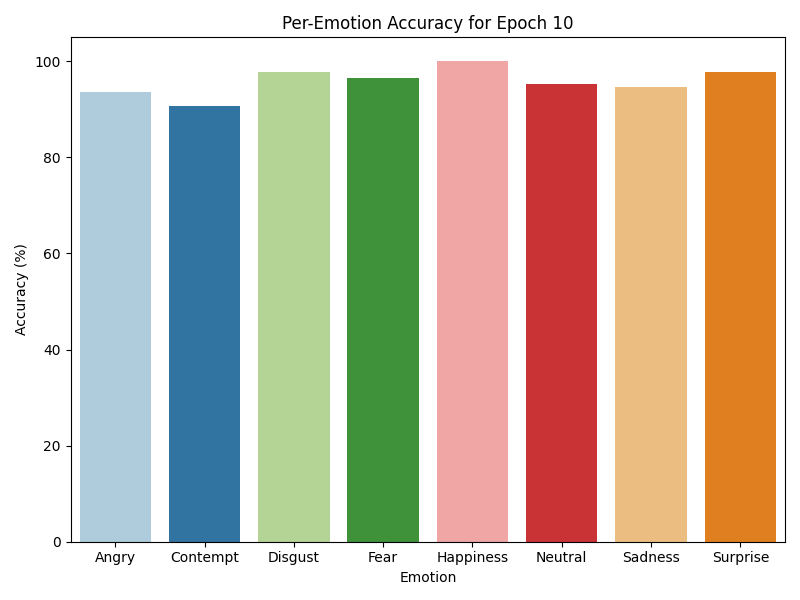 Per-Emotion Accuracy for Epoch 10
Accuracy (%)
100
80
60
40
20
0
Angry Contempt Disgust Fear Happiness Neutral Sadness Surprise
Emotion